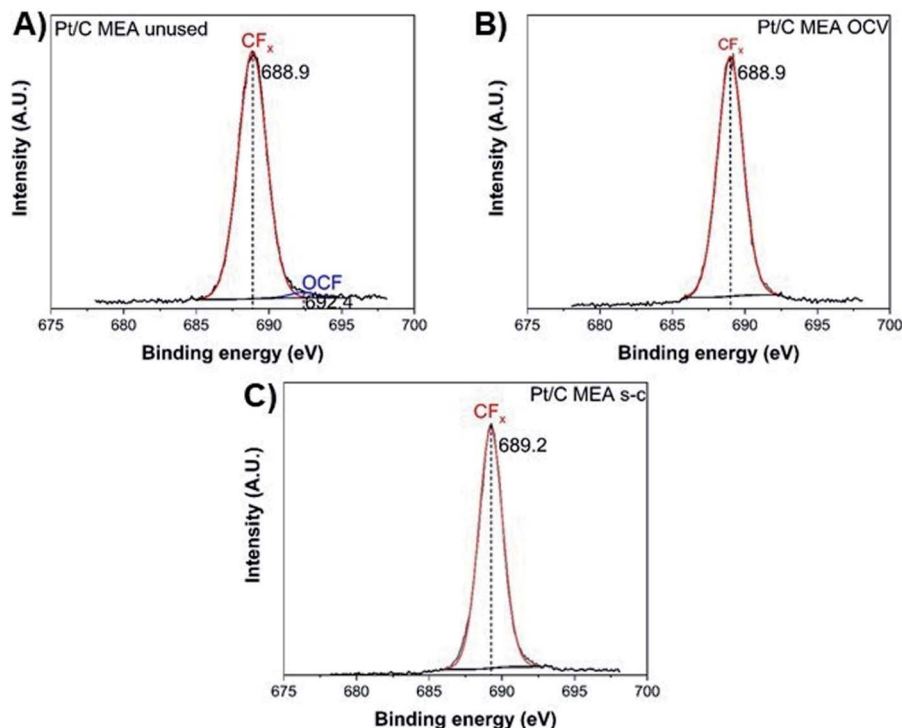 A)
Pt/C MEA unused
CFx
688.9
OCF
692.4
Intensity (A.U.)
675 680 685 690 695 700
Binding energy (eV)
B)
Pt/C MEA OCV
CFx
688.9
Intensity (A.U.)
675 680 685 690 695 700
Binding energy (eV)
C)
Pt/C MEA s-c
CFx
689.2
Intensity (A.U.)
675 680 685 690 695 700
Binding energy (eV)